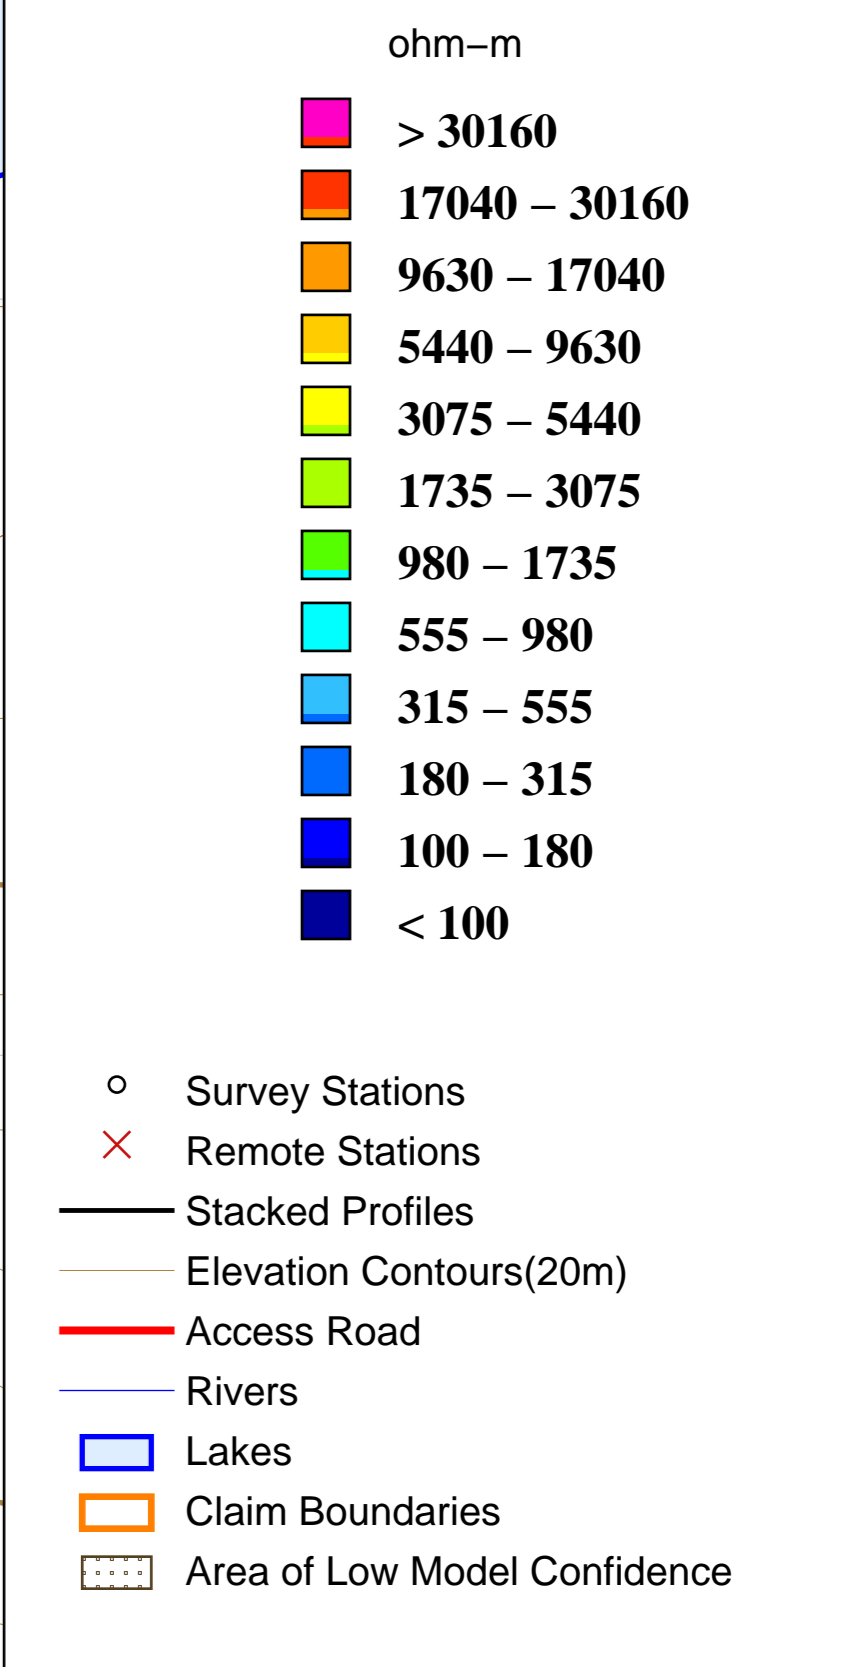 ohm–m
> 30160
17040 – 30160
9630 – 17040
5440 – 9630
3075 – 5440
1735 – 3075
980 – 1735
555 – 980
315 – 555
180 – 315
100 – 180
< 100
Survey Stations
Remote Stations
Stacked Profiles
Elevation Contours(20m)
Access Road
Rivers
Lakes
Claim Boundaries
Area of Low Model Confidence